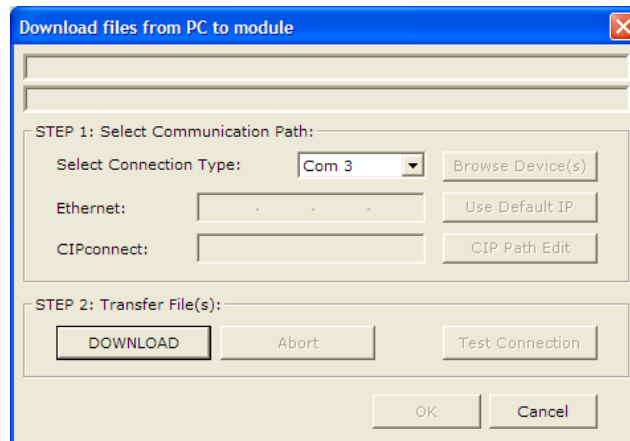 Download files from PC to module
STEP 1: Select Communication Path:
Select Connection Type: Com 3 Browse Device(s)
Ethernet: . . . Use Default IP
CIPconnect: CIP Path Edit
STEP 2: Transfer File(s):
DOWNLOAD Abort Test Connection
OK Cancel